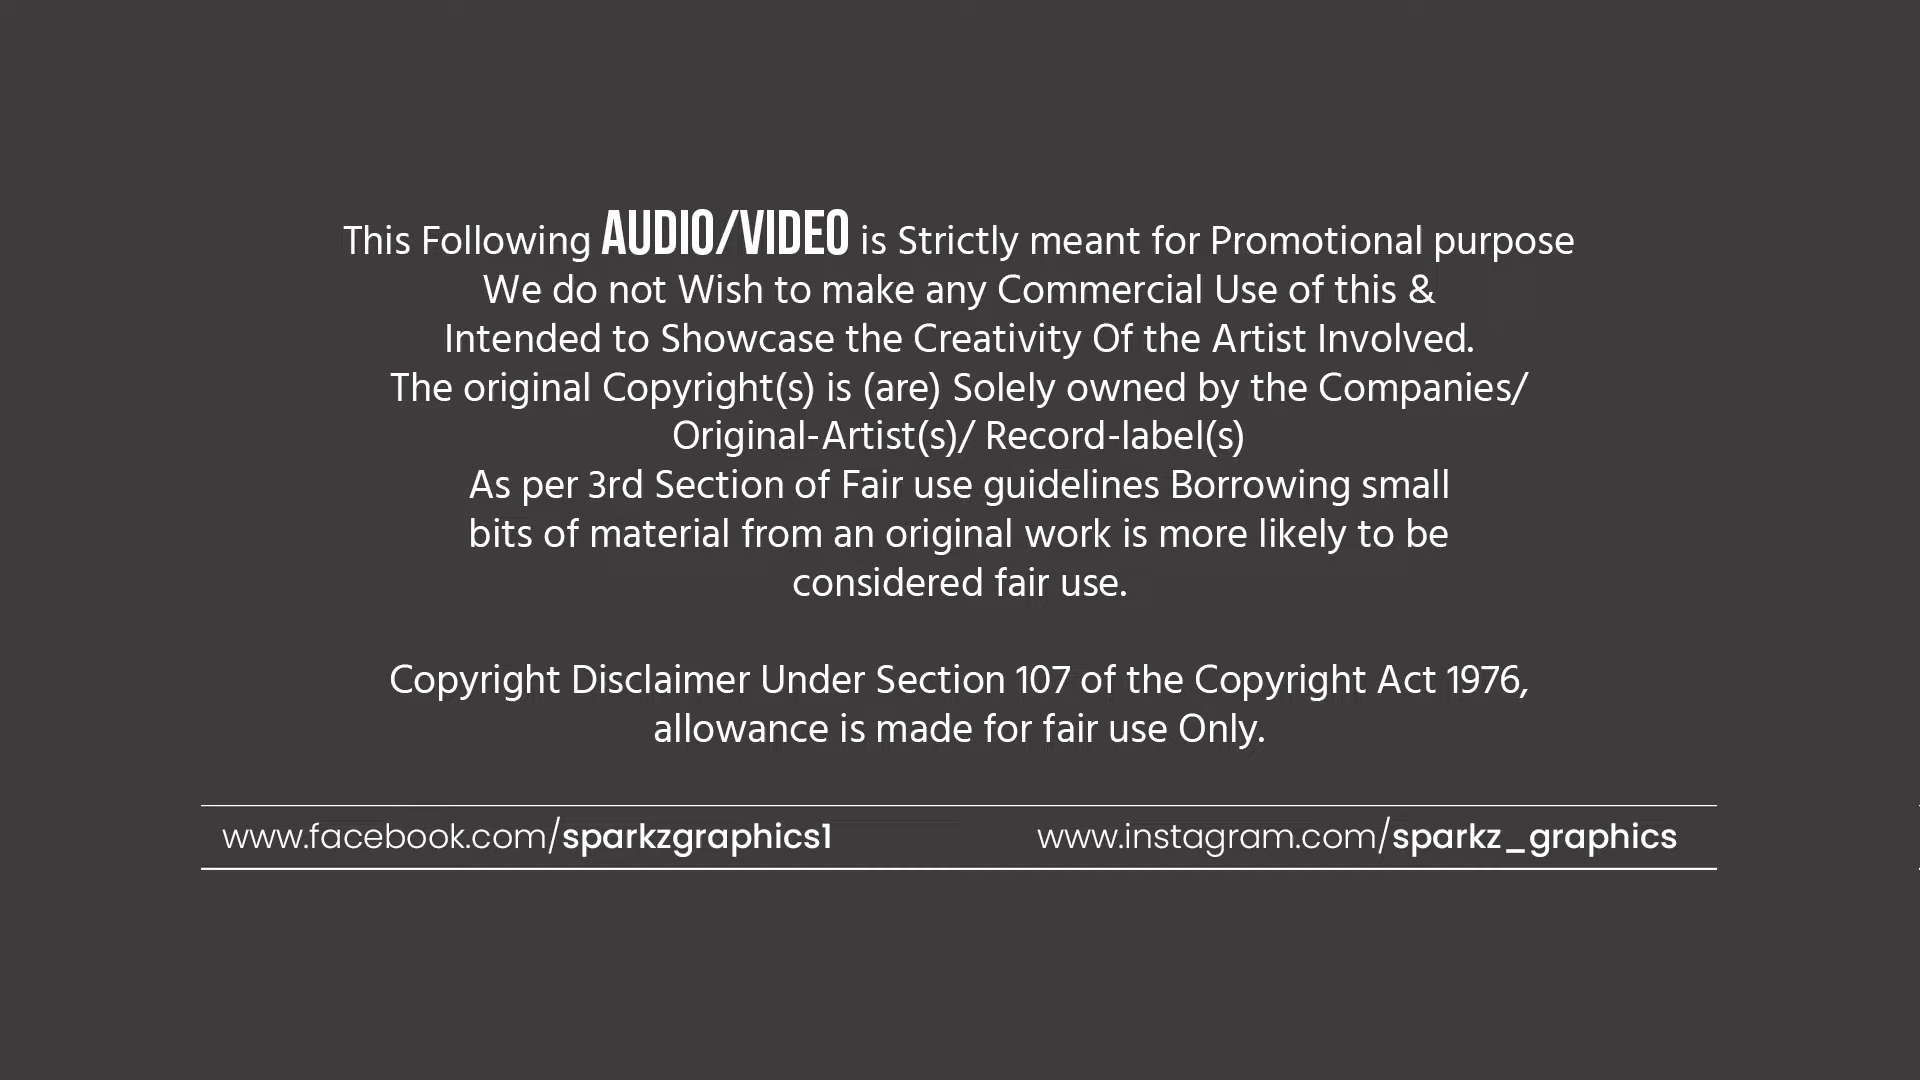 This Following AUDIO/VIDEO is Strictly meant for Promotional purpose
We do not Wish to make any Commercial Use of this &
Intended to Showcase the Creativity Of the Artist Involved.
The original Copyright(s) is (are) Solely owned by the Companies/
Original-Artist(s)/ Record-label(s)
As per 3rd Section of Fair use guidelines Borrowing small
bits of material from an original work is more likely to be
considered fair use.
Copyright Disclaimer Under Section 107 of the Copyright Act 1976,
allowance is made for fair use Only.
www.facebook.com/sparkzgraphics1 www.instagram.com/sparkz_graphics